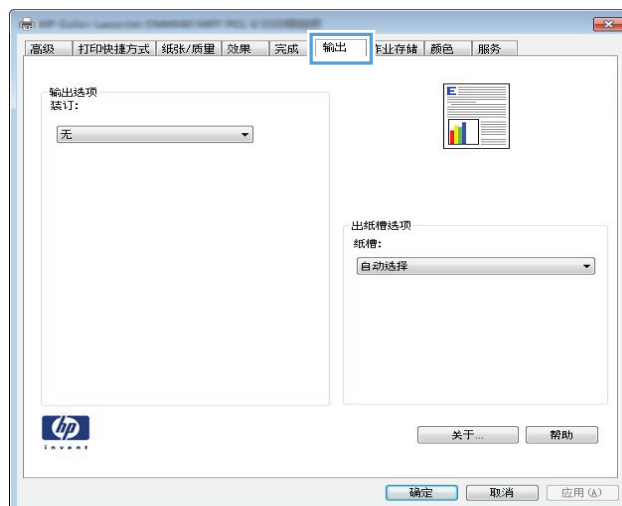 高级 打印快捷方式 纸张/质量 效果 完成 输出 作业存储 颜色 服务
输出选项
装订:
无
E
出纸槽选项
纸槽:
自动选择
hp
invent
关于... 帮助
确定 取消 应用(A)